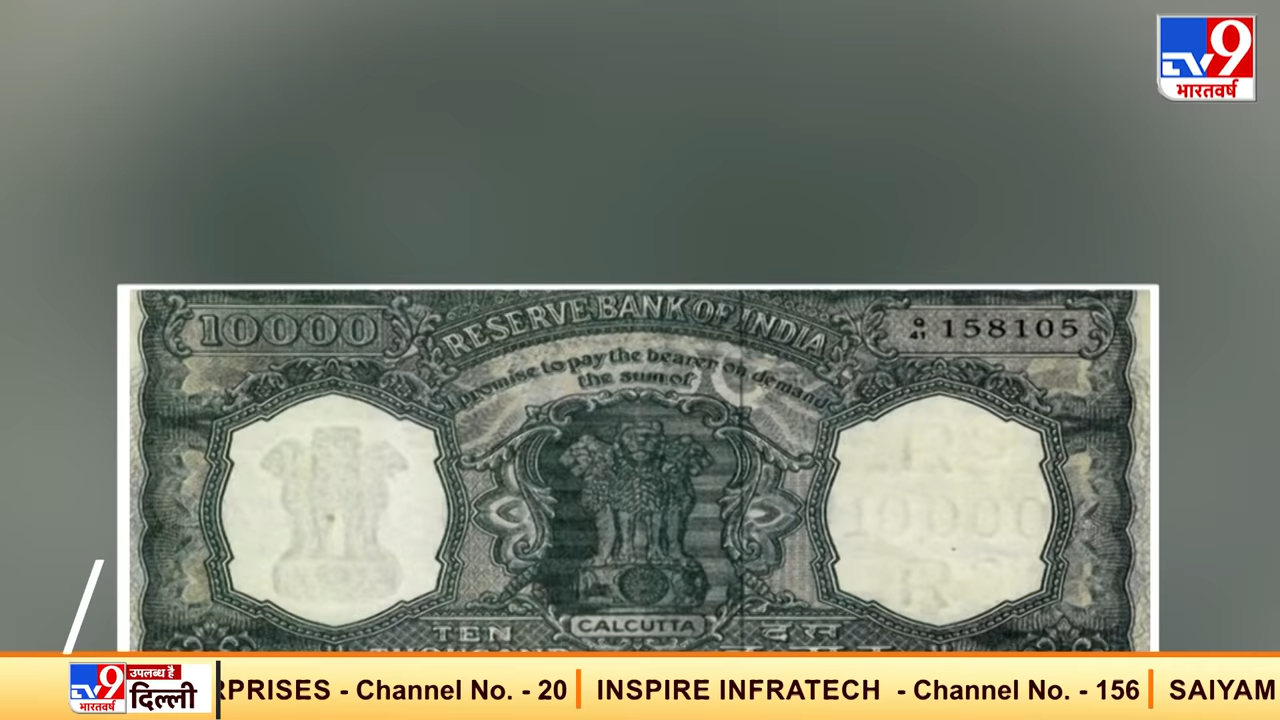 TV9
भारतवर्ष
10000
RESERVE BANK OF INDIA
Q
41 158105
I promise to pay the bearer on demand
the sum of
10000
TEN
CALCUTTA
दस
TV9
भारतवर्ष
उपलब्ध है
दिल्ली
RPRISES - Channel No. - 20 | INSPIRE INFRATECH - Channel No. - 156 | SAIYAM